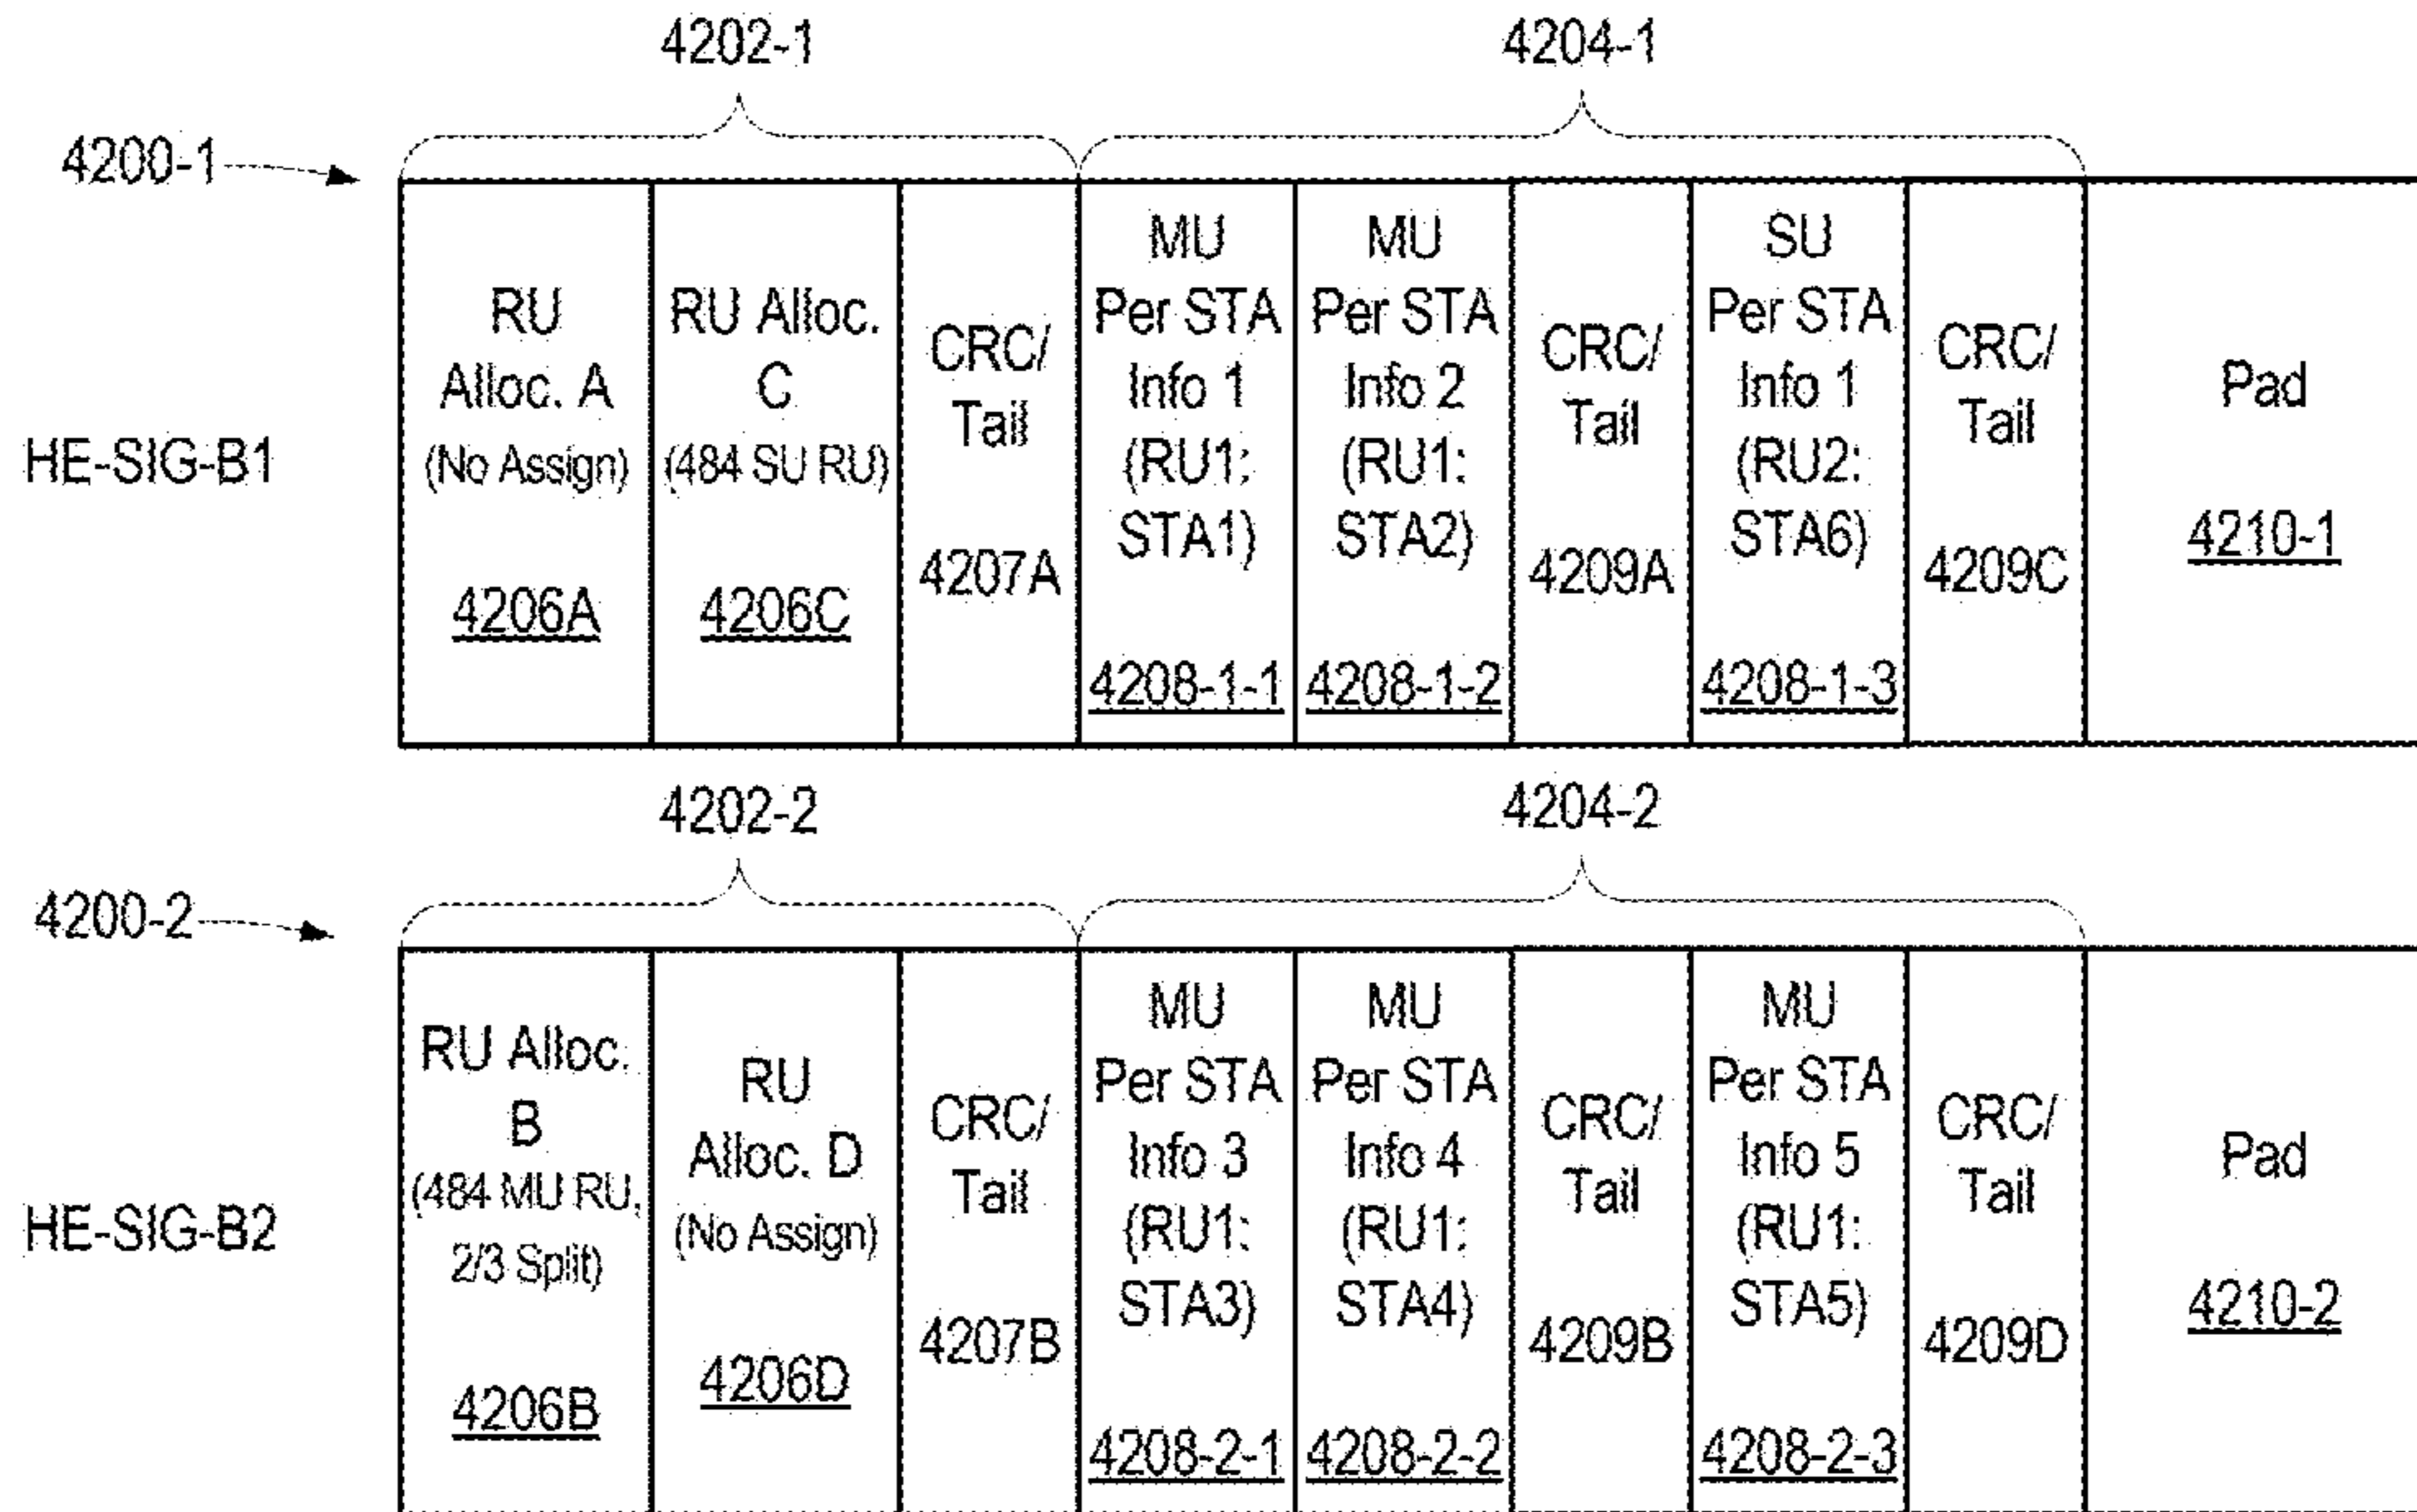 4202-1
4204-1
4200-1
HE-SIG-B1
RU
Alloc. A
(No Assign)
4206A
RU Alloc.
C
(484 SU RU)
4206C
CRC/
Tail
4207A
MU
Per STA
Info 1
(RU1:
STA1)
4208-1-1
MU
Per STA
Info 2
(RU1:
STA2)
4208-1-2
CRC/
Tail
4209A
SU
Per STA
Info 1
(RU2:
STA6)
4208-1-3
CRC/
Tail
4209C
Pad
4210-1
4202-2
4204-2
4200-2
HE-SIG-B2
RU Alloc.
B
(484 MU RU,
2/3 Split)
4206B
RU
Alloc. D
(No Assign)
4206D
CRC/
Tail
4207B
MU
Per STA
Info 3
(RU1:
STA3)
4208-2-1
MU
Per STA
Info 4
(RU1:
STA4)
4208-2-2
CRC/
Tail
4209B
MU
Per STA
Info 5
(RU1:
STA5)
4208-2-3
CRC/
Tail
4209D
Pad
4210-2